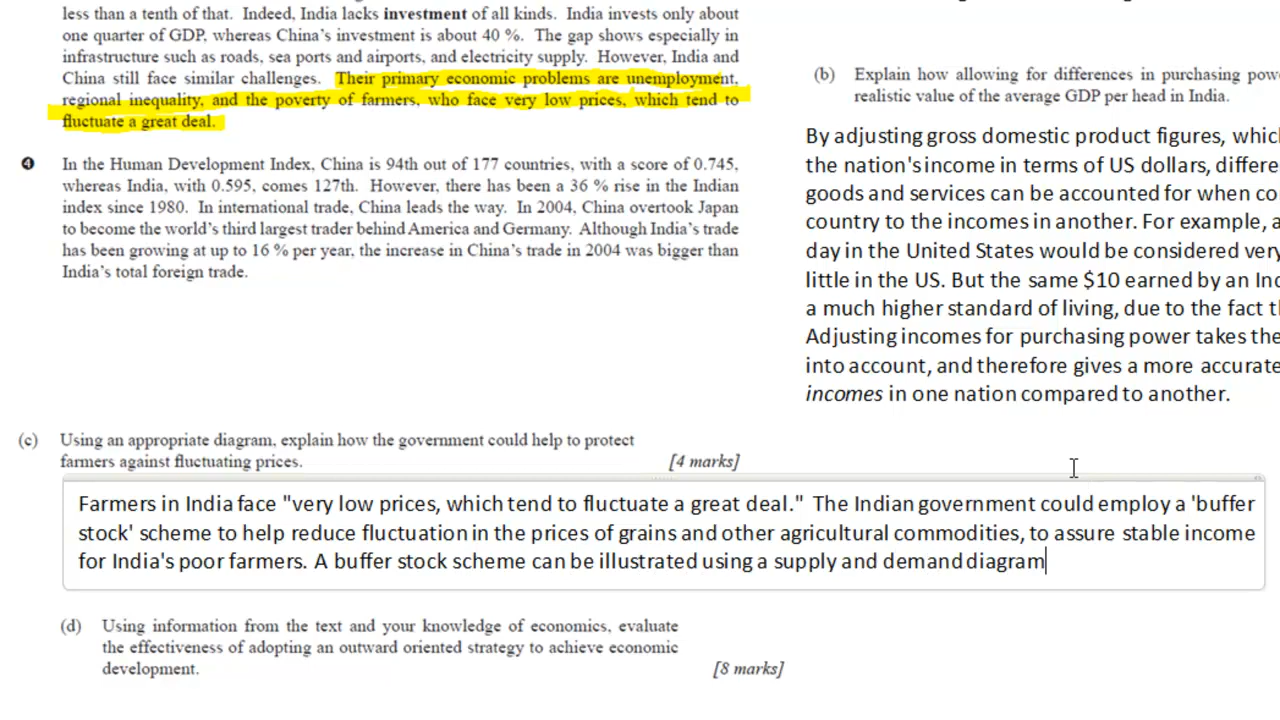 less than a tenth of that. Indeed, India lacks investment of all kinds. India invests only about
one quarter of GDP, whereas China's investment is about 40 %. The gap shows especially in
infrastructure such as roads, sea ports and airports, and electricity supply. However, India and
China still face similar challenges. Their primary economic problems are unemployment,
regional inequality, and the poverty of farmers, who face very low prices, which tend to
fluctuate a great deal.
❹ In the Human Development Index, China is 94th out of 177 countries, with a score of 0.745,
whereas India, with 0.595, comes 127th. However, there has been a 36 % rise in the Indian
index since 1980. In international trade, China leads the way. In 2004, China overtook Japan
to become the world's third largest trader behind America and Germany. Although India's trade
has been growing at up to 16 % per year, the increase in China's trade in 2004 was bigger than
India's total foreign trade.
(b) Explain how allowing for differences in purchasing
realistic value of the average GDP per head in India.
By adjusting gross domestic product figures,
the nation's income in terms of US dollars,
goods and services can be accounted for when
country to the incomes in another. For example,
day in the United States would be considered very
little in the US. But the same $10 earned by an
a much higher standard of living, due to the fact
Adjusting incomes for purchasing power takes
into account, and therefore gives a more accurate
incomes in one nation compared to another.
(c) Using an appropriate diagram, explain how the government could help to protect
farmers against fluctuating prices. [4 marks]
Farmers in India face "very low prices, which tend to fluctuate a great deal." The Indian government could employ a 'buffer
stock' scheme to help reduce fluctuation in the prices of grains and other agricultural commodities, to assure stable income
for India's poor farmers. A buffer stock scheme can be illustrated using a supply and demand diagram
(d) Using information from the text and your knowledge of economics, evaluate
the effectiveness of adopting an outward oriented strategy to achieve economic
development. [8 marks]